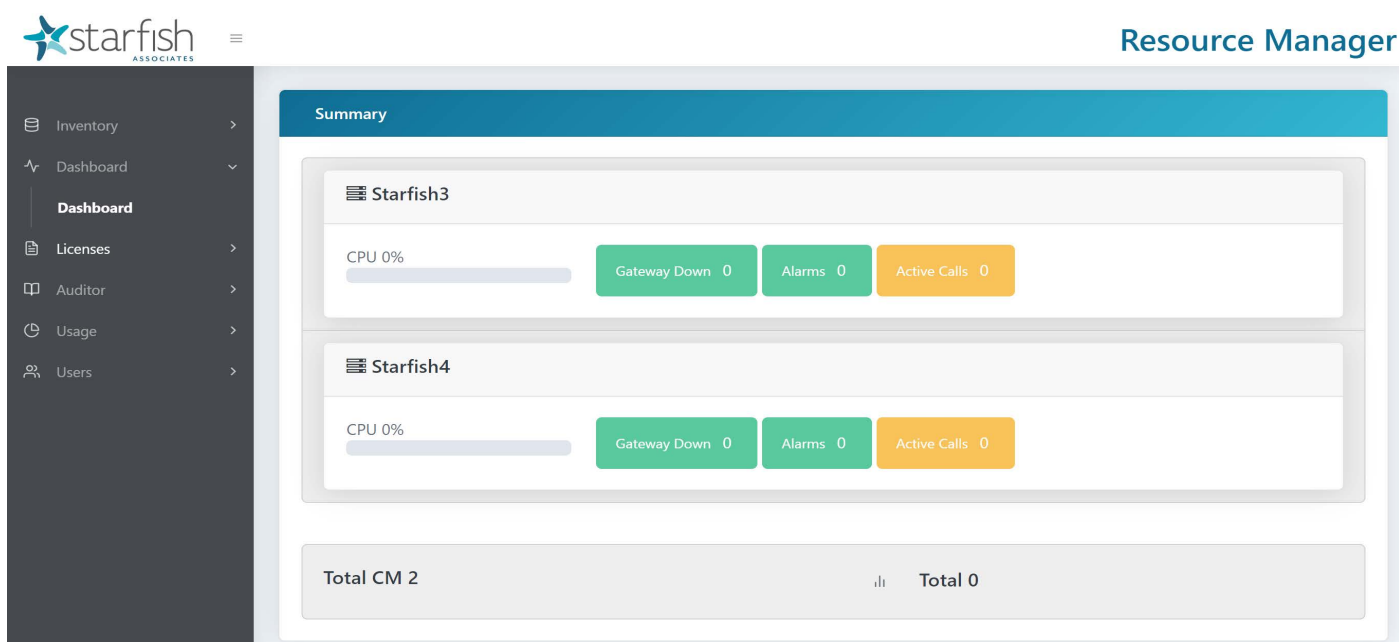 starfish
ASSOCIATES
Resource Manager
Inventory
Dashboard
Dashboard
Licenses
Auditor
Usage
Users
Summary
Starfish3
CPU 0%
Gateway Down 0 Alarms 0 Active Calls 0
Starfish4
CPU 0%
Gateway Down 0 Alarms 0 Active Calls 0
Total CM 2 Total 0